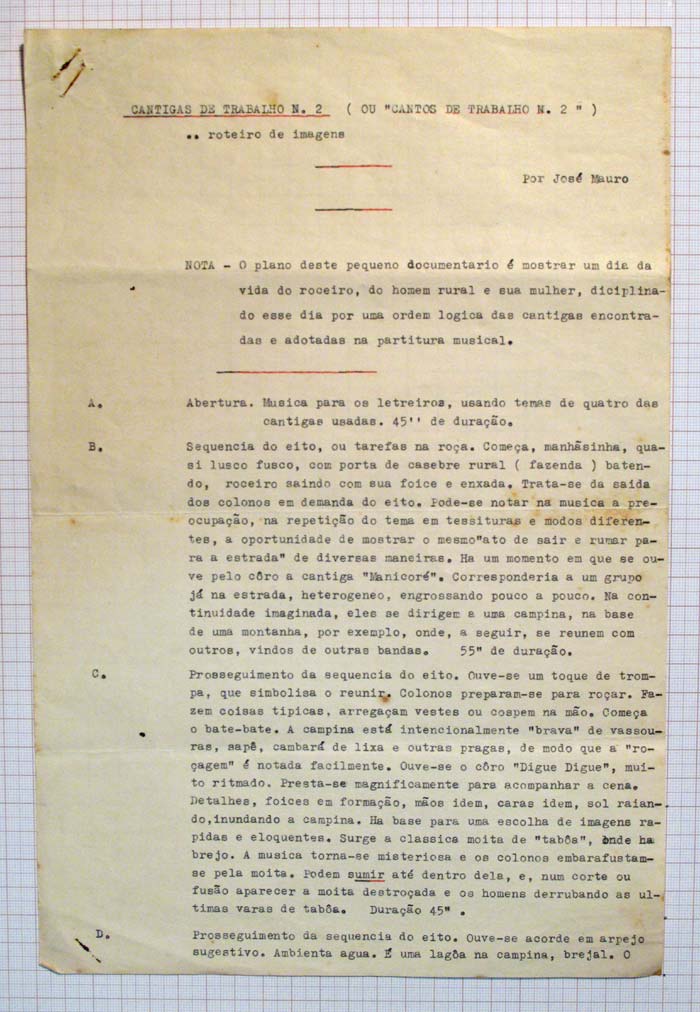 CANTIGAS DE TRABALHO N. 2 ( OU "CANTOS DE TRABALHO N. 2 " )
.. roteiro de imagens
Por José Mauro
NOTA - O plano deste pequeno documentario é mostrar um dia da
vida do roceiro, do homem rural e sua mulher, diciplina-
do esse dia por uma ordem logica das cantigas encontra-
das e adotadas na partitura musical.
A. Abertura. Musica para os letreiros, usando temas de quatro das
cantigas usadas. 45'' de duração.
B. Sequencia do eito, ou tarefas na roça. Começa, manhãsinha, qua-
si lusco fusco, com porta de casebre rural ( fazenda ) baten-
do, roceiro saindo com sua foice e enxada. Trata-se da saída
dos colonos em demanda do eito. Pode-se notar na musica a pre-
ocupação, na repetição do tema em tessituras e modos diferen-
tes, a oportunidade de mostrar o mesmo"ato de sair e rumar pa-
ra a estrada" de diversas maneiras. Ha um momento em que se ou-
ve pelo côro a cantiga "Manicoré". Corresponderia a um grupo
já na estrada, heterogeneo, engrossando pouco a pouco. Na con-
tinuidade imaginada, eles se dirigem a uma campina, na base
de uma montanha, por exemplo, onde, a seguir, se reunem com
outros, vindos de outras bandas. 55" de duração.
C. Prosseguimento da sequencia do eito. Ouve-se um toque de trom-
pa, que simbolisa o reunir. Colonos preparam-se para roçar. Fa-
zem coisas tipicas, arregaçam vestes ou cospem na mão. Começa
o bate-bate. A campina está intencionalmente "brava" de vassou-
ras, sapê, cambará de lixa e outras pragas, de modo que a "ro-
çagem" é notada facilmente. Ouve-se o côro "Digue Digue", mui-
to ritmado. Presta-se magnificamente para acompanhar a cena.
Detalhes, foices em formação, mãos idem, caras idem, sol raian-
do,inundando a campina. Ha base para uma escolha de imagens ra-
pidas e eloquentes. Surge a classica moita de "tabôa", onde ha
brejo. A musica torna-se misteriosa e os colonos embarafustam-
se pela moita. Podem sumir até dentro dela, e, num corte ou
fusão aparecer a moita destroçada e os homens derrubando as ul-
timas varas de tabôa. Duração 45" .
D. Prosseguimento da sequencia do eito. Ouve-se acorde em arpejo
sugestivo. Ambienta agua. É uma lagôa na campina, brejal. O